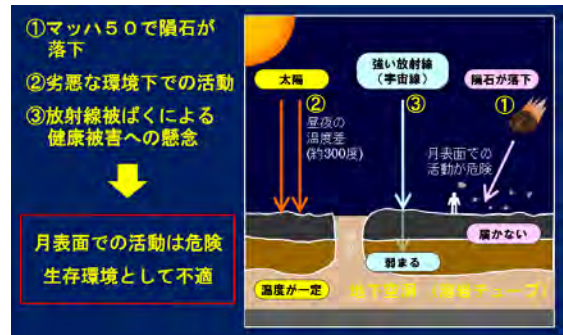 ①マッハ５０で隕石が
落下
②劣悪な環境下での活動
③放射線被ばくによる
健康被害への懸念
月表面での活動は危険
生存環境として不適
太陽
強い放射線
（宇宙線）
隕石が落下
②
③
①
昼夜の
温度差
(約300度)
月表面での
活動が危険
届かない
弱まる
温度が一定
地下空洞 （溶岩チューブ）